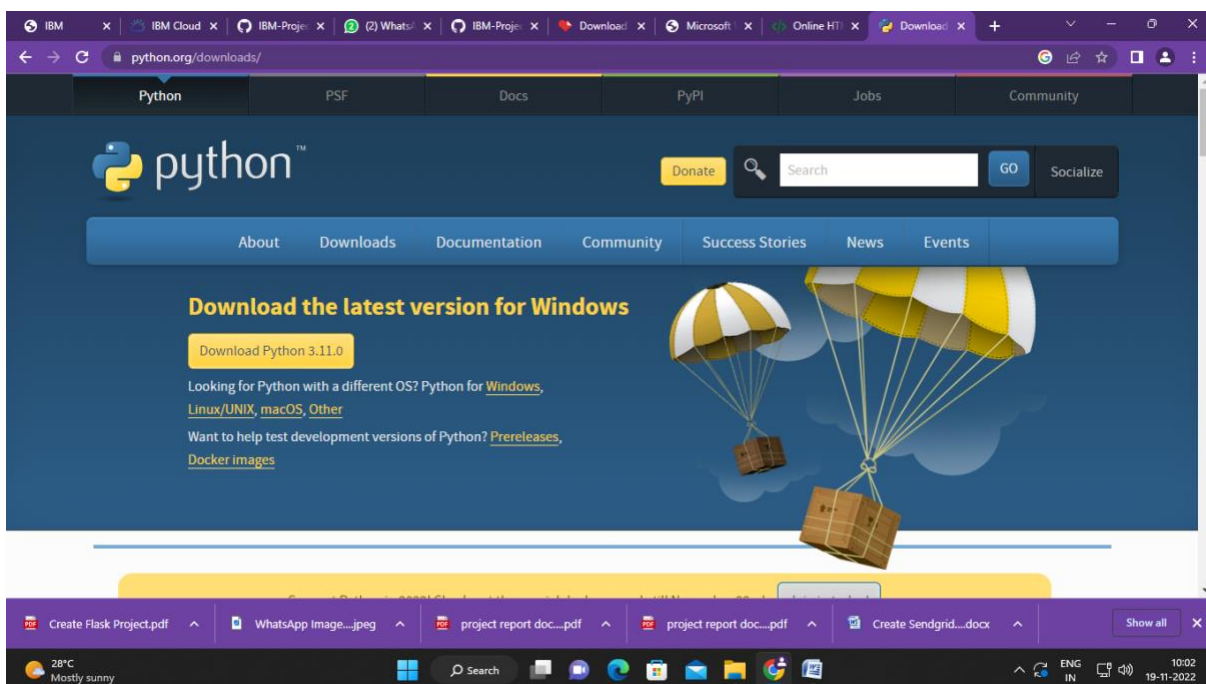 IBM
IBM Cloud
IBM-Projec
(2) WhatsA
IBM-Projec
Download
Microsoft
Online HT
Download
python.org/downloads/
Python PSF Docs PyPI Jobs Community
python™
Donate
Search
GO
Socialize
About Downloads Documentation Community Success Stories News Events
Download the latest version for Windows
Download Python 3.11.0
Looking for Python with a different OS? Python for Windows,
Linux/UNIX, macOS, Other
Want to help test development versions of Python? Prereleases,
Docker images
Create Flask Project.pdf
WhatsApp Image....jpeg
project report doc....pdf
project report doc....pdf
Create Sendgrid....docx
Show all
28°C
Mostly sunny
Search
ENG
IN
10:02
19-11-2022